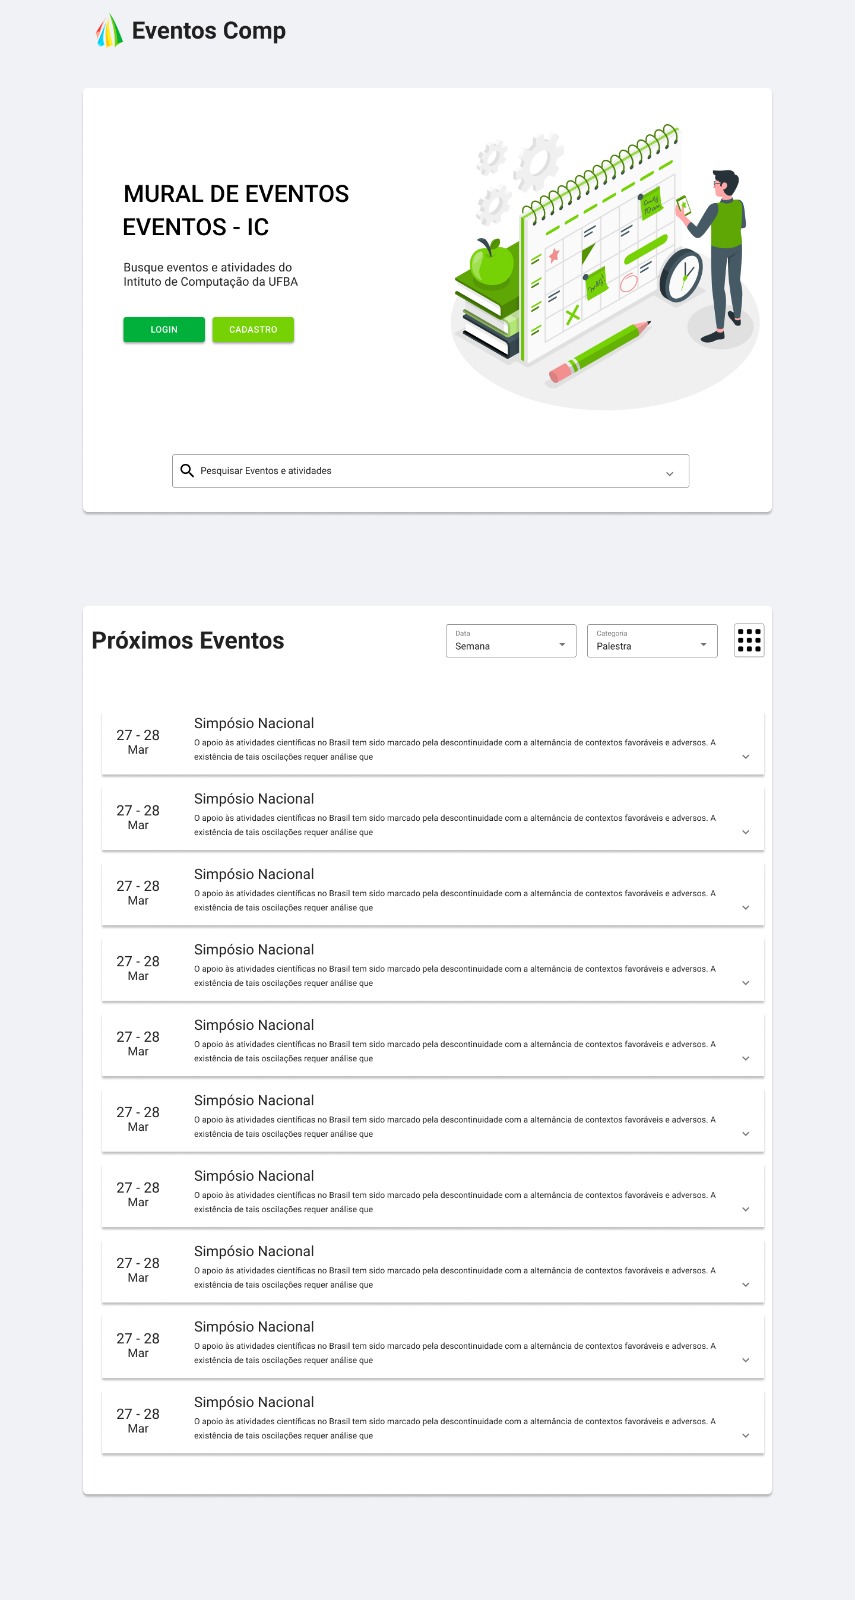 Eventos Comp
MURAL DE EVENTOS
EVENTOS - IC
Busque eventos e atividades do
Intituto de Computação da UFBA
LOGIN
CADASTRO
Pesquisar Eventos e atividades
Próximos Eventos
Data
Semana
Categoria
Palestra
27 - 28
Mar
Simpósio Nacional
O apoio às atividades científicas no Brasil tem sido marcado pela descontinuidade com a alternância de contextos favoráveis e adversos. A
existência de tais oscilações requer análise que
27 - 28
Mar
Simpósio Nacional
O apoio às atividades científicas no Brasil tem sido marcado pela descontinuidade com a alternância de contextos favoráveis e adversos. A
existência de tais oscilações requer análise que
27 - 28
Mar
Simpósio Nacional
O apoio às atividades científicas no Brasil tem sido marcado pela descontinuidade com a alternância de contextos favoráveis e adversos. A
existência de tais oscilações requer análise que
27 - 28
Mar
Simpósio Nacional
O apoio às atividades científicas no Brasil tem sido marcado pela descontinuidade com a alternância de contextos favoráveis e adversos. A
existência de tais oscilações requer análise que
27 - 28
Mar
Simpósio Nacional
O apoio às atividades científicas no Brasil tem sido marcado pela descontinuidade com a alternância de contextos favoráveis e adversos. A
existência de tais oscilações requer análise que
27 - 28
Mar
Simpósio Nacional
O apoio às atividades científicas no Brasil tem sido marcado pela descontinuidade com a alternância de contextos favoráveis e adversos. A
existência de tais oscilações requer análise que
27 - 28
Mar
Simpósio Nacional
O apoio às atividades científicas no Brasil tem sido marcado pela descontinuidade com a alternância de contextos favoráveis e adversos. A
existência de tais oscilações requer análise que
27 - 28
Mar
Simpósio Nacional
O apoio às atividades científicas no Brasil tem sido marcado pela descontinuidade com a alternância de contextos favoráveis e adversos. A
existência de tais oscilações requer análise que
27 - 28
Mar
Simpósio Nacional
O apoio às atividades científicas no Brasil tem sido marcado pela descontinuidade com a alternância de contextos favoráveis e adversos. A
existência de tais oscilações requer análise que
27 - 28
Mar
Simpósio Nacional
O apoio às atividades científicas no Brasil tem sido marcado pela descontinuidade com a alternância de contextos favoráveis e adversos. A
existência de tais oscilações requer análise que